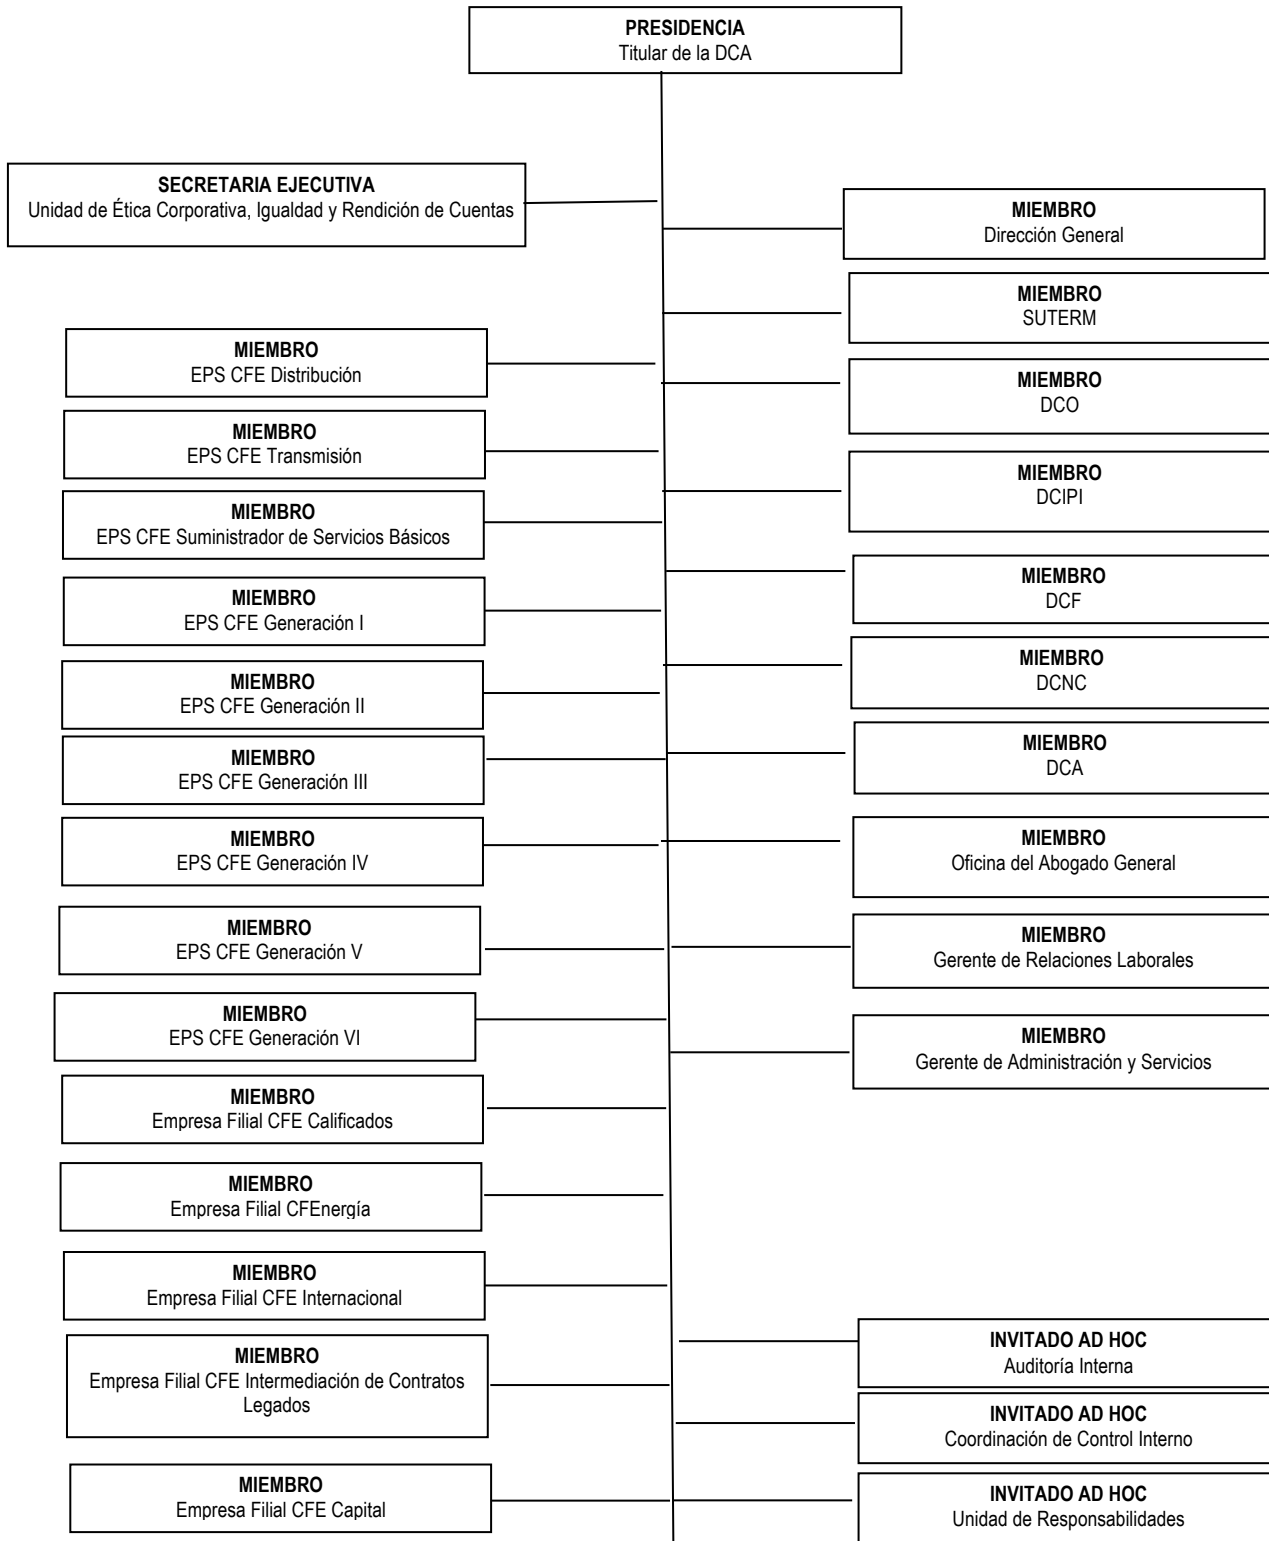 PRESIDENCIA
Titular de la DCA
SECRETARIA EJECUTIVA
Unidad de Ética Corporativa, Igualdad y Rendición de Cuentas
MIEMBRO
EPS CFE Distribución
MIEMBRO
EPS CFE Transmisión
MIEMBRO
EPS CFE Suministrador de Servicios Básicos
MIEMBRO
EPS CFE Generación I
MIEMBRO
EPS CFE Generación II
MIEMBRO
EPS CFE Generación III
MIEMBRO
EPS CFE Generación IV
MIEMBRO
EPS CFE Generación V
MIEMBRO
EPS CFE Generación VI
MIEMBRO
Empresa Filial CFE Calificados
MIEMBRO
Empresa Filial CFEnergía
MIEMBRO
Empresa Filial CFE Internacional
MIEMBRO
Empresa Filial CFE Intermediación de Contratos
Legados
MIEMBRO
Empresa Filial CFE Capital
MIEMBRO
Dirección General
MIEMBRO
SUTERM
MIEMBRO
DCO
MIEMBRO
DCIPI
MIEMBRO
DCF
MIEMBRO
DCNC
MIEMBRO
DCA
MIEMBRO
Oficina del Abogado General
MIEMBRO
Gerente de Relaciones Laborales
MIEMBRO
Gerente de Administración y Servicios
INVITADO AD HOC
Auditoría Interna
INVITADO AD HOC
Coordinación de Control Interno
INVITADO AD HOC
Unidad de Responsabilidades